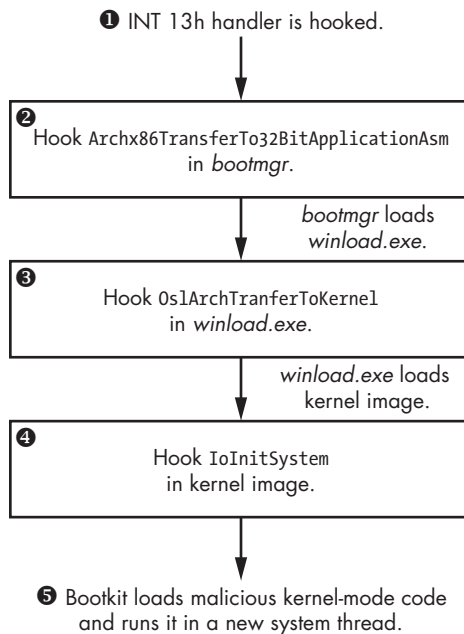 ❶ INT 13h handler is hooked.
❷
Hook Archx86TransferTo32BitApplicationAsm
in bootmgr.
bootmgr loads
winload.exe.
❸
Hook OslArchTranferToKernel
in winload.exe.
winload.exe loads
kernel image.
❹
Hook IoInitSystem
in kernel image.
❺ Bootkit loads malicious kernel-mode code
and runs it in a new system thread.